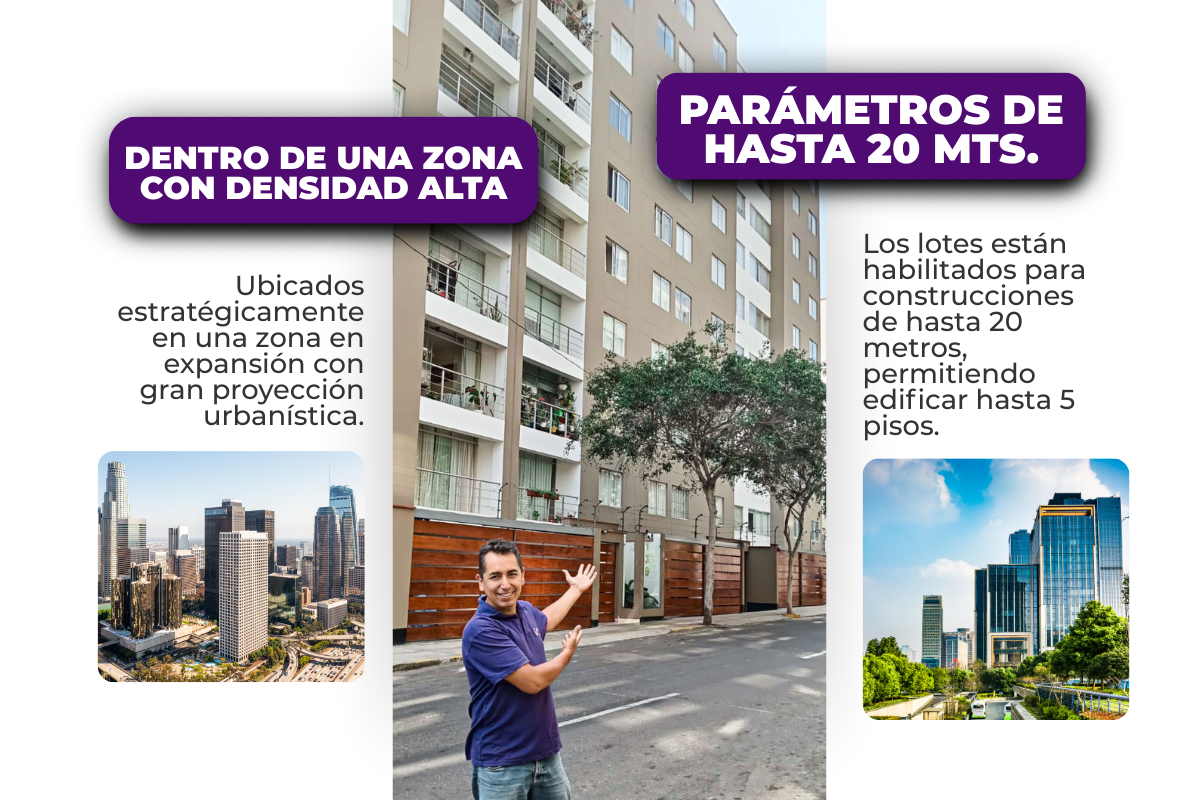 DENTRO DE UNA ZONA
CON DENSIDAD ALTA
Ubicados
estratégicamente
en una zona en
expansión con
gran proyección
urbanística.
PARÁMETROS DE
HASTA 20 MTS.
Los lotes están
habilitados para
construcciones
de hasta 20
metros,
permitiendo
edificar hasta 5
pisos.